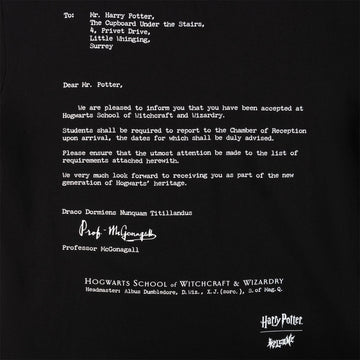 To: Mr. Harry Potter,
The Cupboard Under the Stairs,
4, Privet Drive,
Little Whinging,
Surrey
Dear Mr. Potter,
We are pleased to inform you that you have been accepted at
Hogwarts School of Witchcraft and Wizardry.
Students shall be required to report to the Chamber of Reception
upon arrival, the dates for which shall be duly advised.
Please ensure that the utmost attention be made to the list of
requirements attached herewith.
We very much look forward to receiving you as part of the new
generation of Hogwarts' heritage.
Draco Dormiens Nunquam Titillandus
Prof. McGonagall
Professor McGonagall
HOGWARTS SCHOOL OF WITCHCRAFT & WIZARDRY
Headmaster: Albus Dumbledore, D.Wiz., X.J.(sorc.), S.of Mag.Q.
Harry Potter